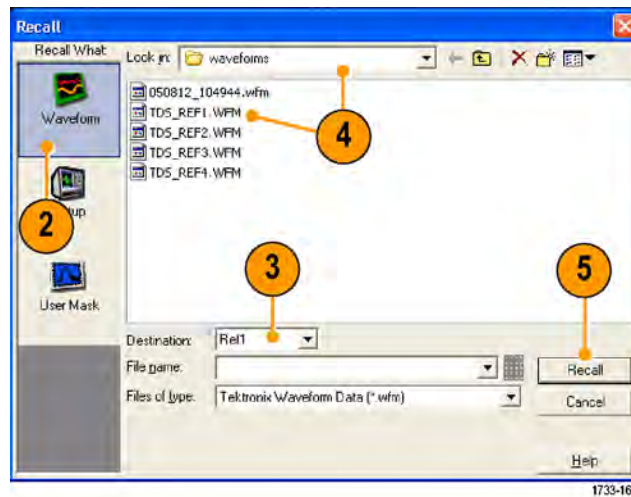 Recall
Recall What
Look in: waveforms
Waveform
050812_104944.wfm
TDS_REF1.WFM
TDS_REF2.WFM
TDS_REF3.WFM
TDS_REF4.WFM
4
2
User Mask
3
5
Destination: Ref1
File name:
Recall
Files of type: Tektronix Waveform Data (*.wfm)
Cancel
Help
1733-16